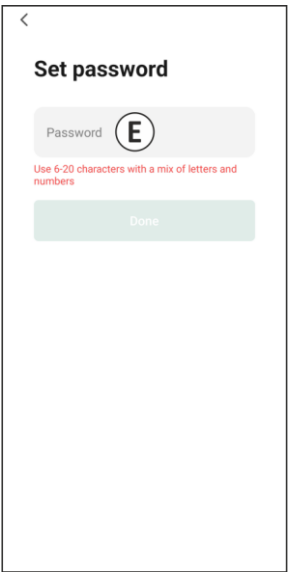 Set password
Password E
Use 6-20 characters with a mix of letters and
numbers
Done